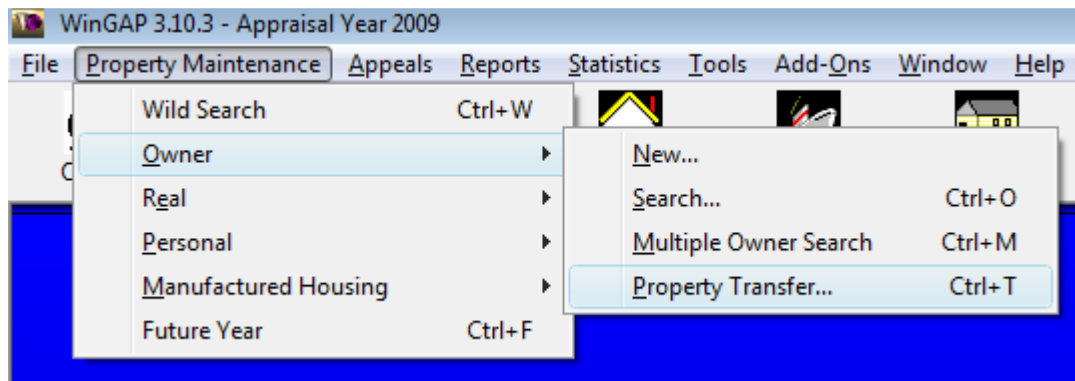 WinGAP 3.10.3 - Appraisal Year 2009
File Property Maintenance Appeals Reports Statistics Tools Add-Ons Window Help
Wild Search Ctrl+W
Owner
Real
Personal
Manufactured Housing
Future Year Ctrl+F
New...
Search... Ctrl+O
Multiple Owner Search Ctrl+M
Property Transfer... Ctrl+T